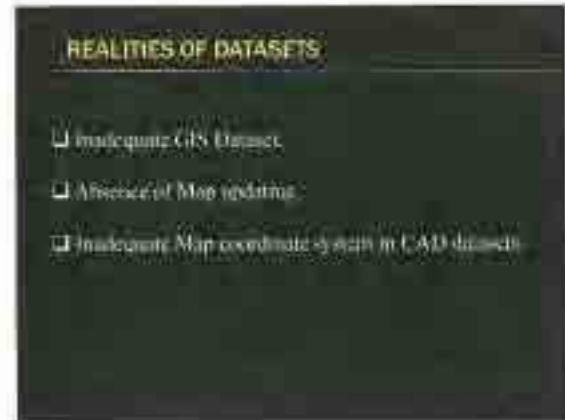 REALITIES OF DATASETS
❑ Inadequate GIS Dataset
❑ Absence of Map updating
❑ Inadequate Map coordinate system in CAD datasets